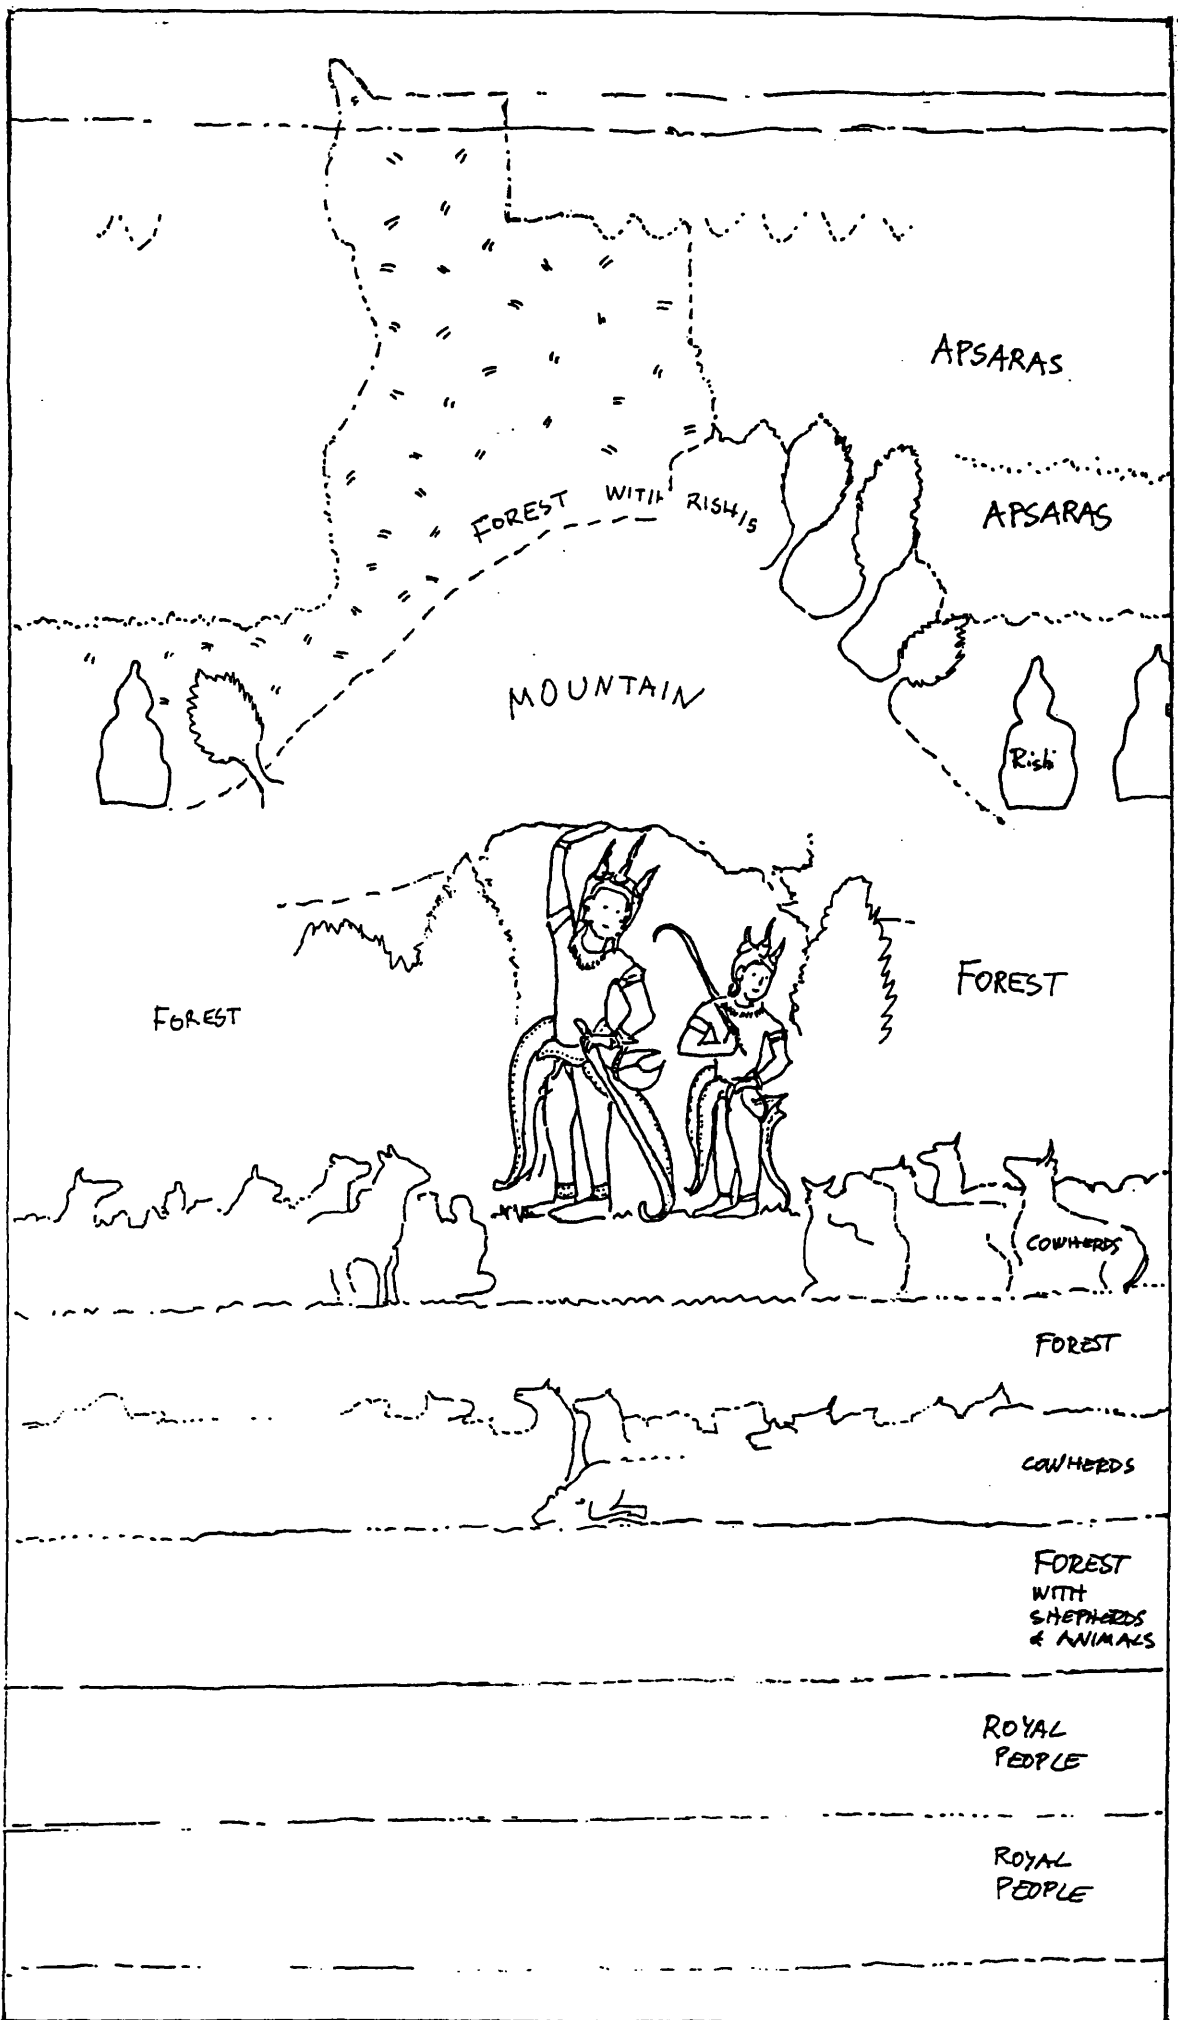 APSARAS
APSARAS
FOREST WITH RISHIS
MOUNTAIN
Rishi
FOREST
FOREST
COWHERDS
FOREST
COWHERDS
FOREST
WITH
SHEPHERDS
& ANIMALS
ROYAL
PEOPLE
ROYAL
PEOPLE